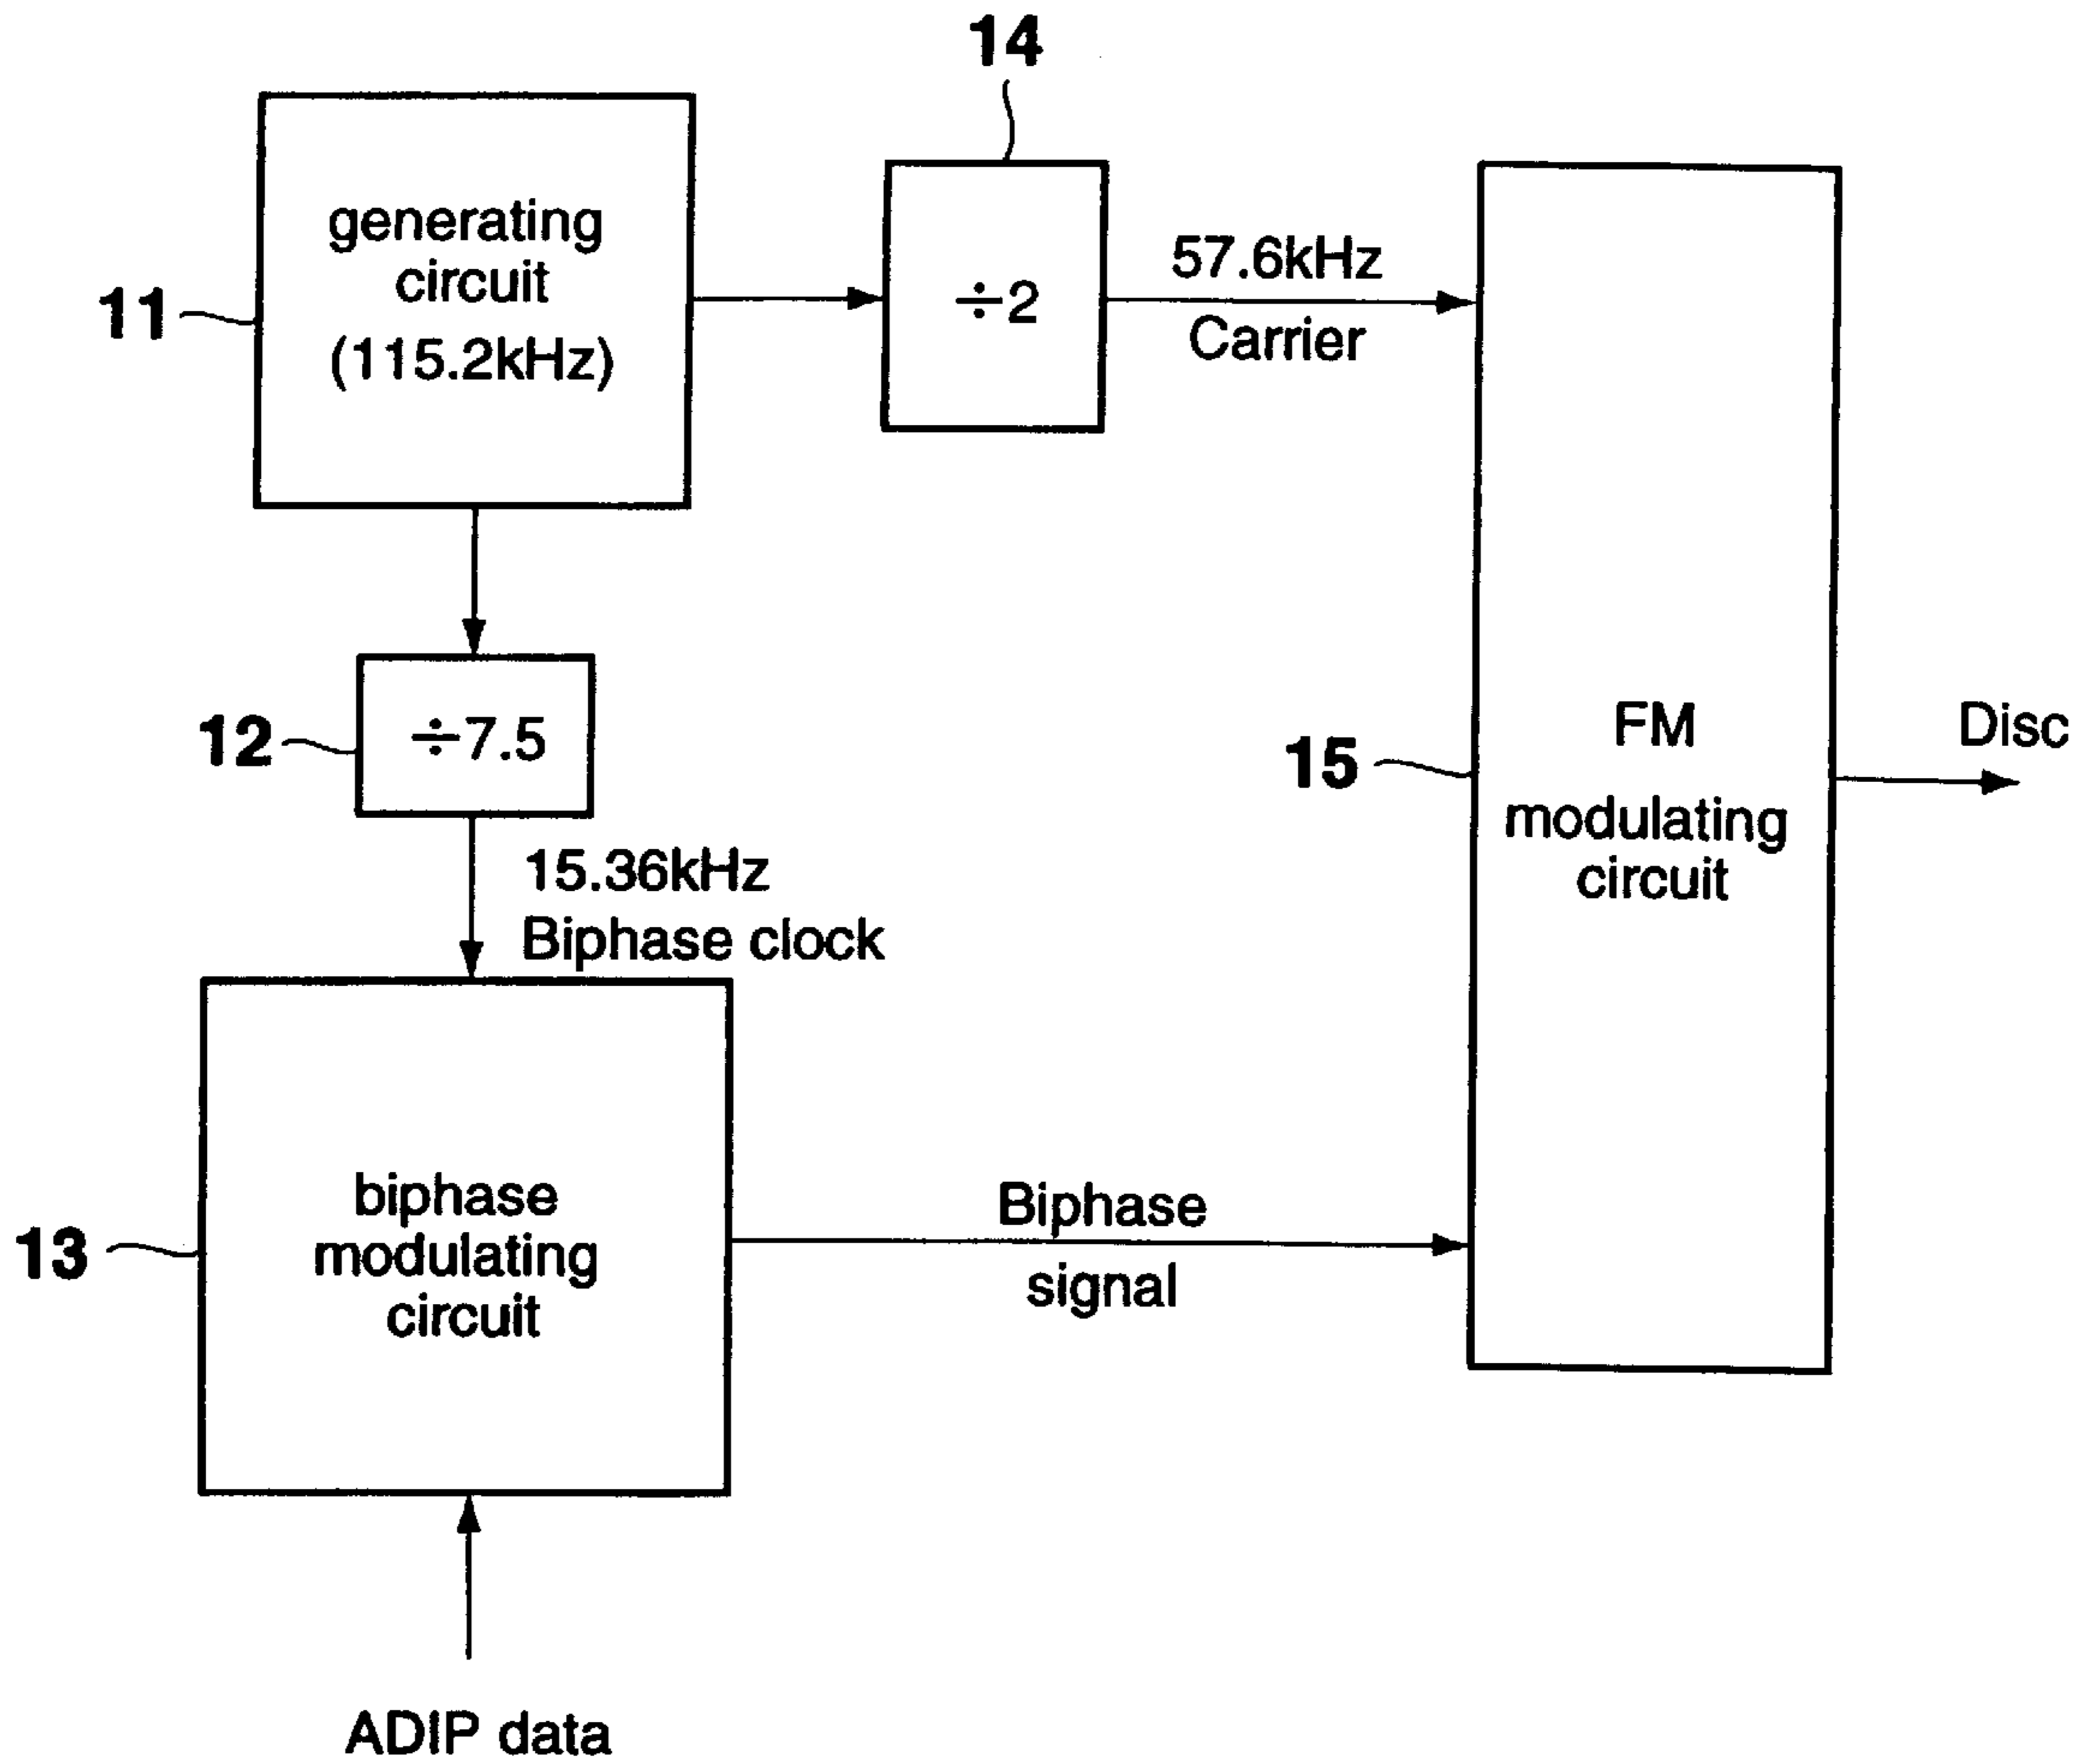 14
generating
circuit
(115.2kHz)
11
÷2
57.6kHz
Carrier
12
÷7.5
15.36kHz
Biphase clock
15
FM
modulating
circuit
Disc
13
biphase
modulating
circuit
Biphase
signal
ADIP data